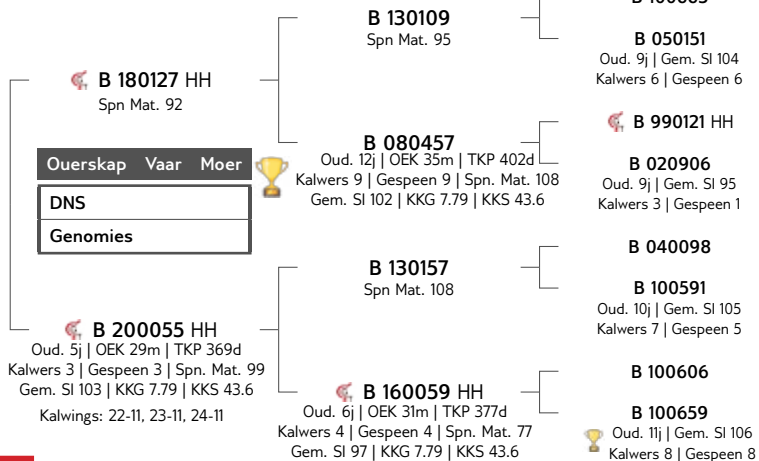 B 180127 HH
Spn Mat. 92
Ouerskap Vaar Moer
DNS
Genomies
B 200055 HH
Oud. 5j | OEK 29m | TKP 369d
Kalwers 3 | Gespeen 3 | Spn. Mat. 99
Gem. SI 103 | KKG 7.79 | KKS 43.6
Kalwings: 22-11, 23-11, 24-11
B 130109
Spn Mat. 95
B 080457
Oud. 12j | OEK 35m | TKP 402d
Kalwers 9 | Gespeen 9 | Spn. Mat. 108
Gem. SI 102 | KKG 7.79 | KKS 43.6
B 130157
Spn Mat. 108
B 160059 HH
Oud. 6j | OEK 31m | TKP 377d
Kalwers 4 | Gespeen 4 | Spn. Mat. 77
Gem. SI 97 | KKG 7.79 | KKS 43.6
B 050151
Oud. 9j | Gem. SI 104
Kalwers 6 | Gespeen 6
B 990121 HH
B 020906
Oud. 9j | Gem. SI 95
Kalwers 3 | Gespeen 1
B 040098
B 100591
Oud. 10j | Gem. SI 105
Kalwers 7 | Gespeen 5
B 100606
B 100659
Oud. 11j | Gem. SI 106
Kalwers 8 | Gespeen 8